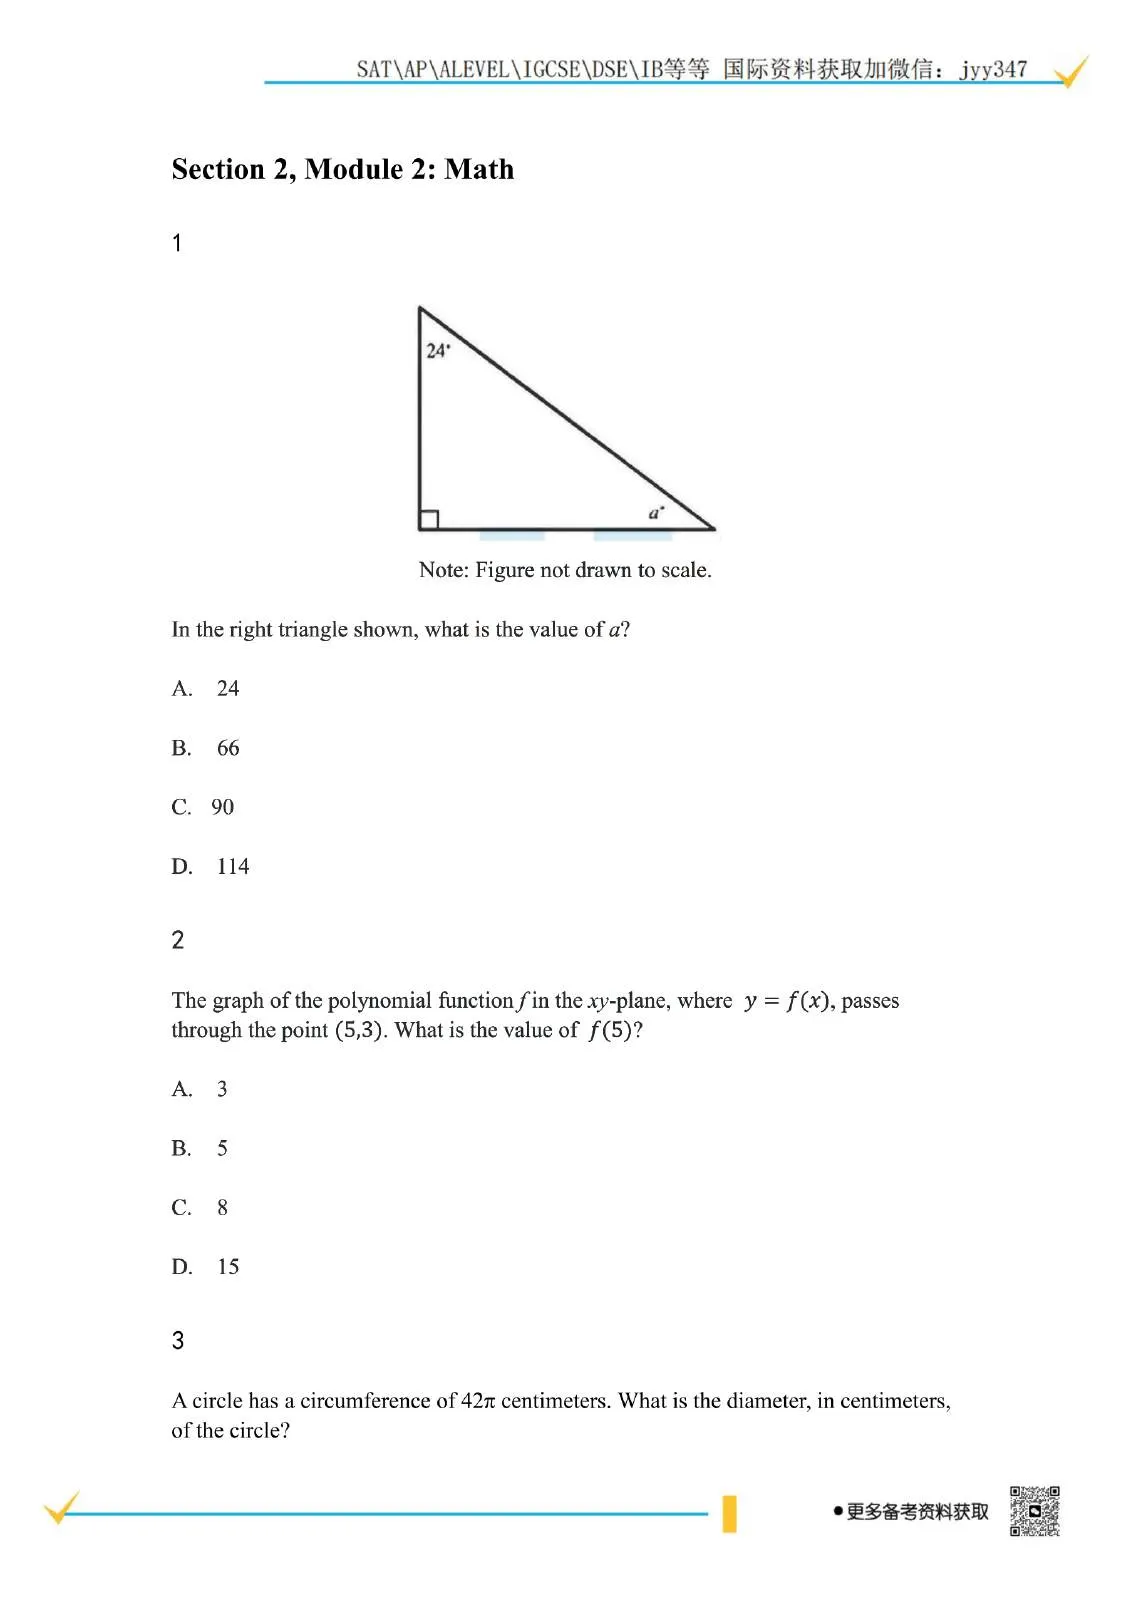 SAT\AP\ALEVEL\IGCSE\DSE\IB等等 国际资料获取加微信：jyy347
Section 2, Module 2: Math
1
24°
a°
Note: Figure not drawn to scale.
In the right triangle shown, what is the value of a?
A. 24
B. 66
C. 90
D. 114
2
The graph of the polynomial function f in the xy-plane, where y = f(x), passes
through the point (5,3). What is the value of f(5)?
A. 3
B. 5
C. 8
D. 15
3
A circle has a circumference of 42π centimeters. What is the diameter, in centimeters,
of the circle?
●更多备考资料获取